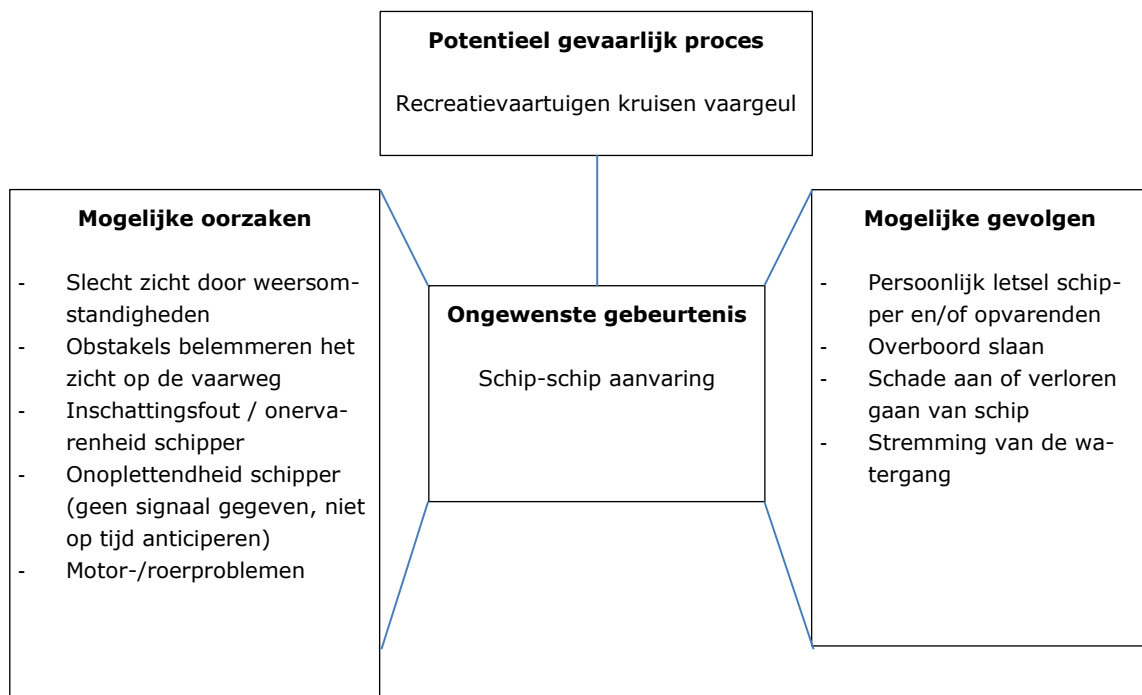 Potentieel gevaarlijk proces
Recreatievaartuigen kruisen vaargeul
Mogelijke oorzaken
- Slecht zicht door weersom-
standigheden
- Obstakels belemmeren het
zicht op de vaarweg
- Inschattingsfout / onerva-
renheid schipper
- Onoplettendheid schipper
(geen signaal gegeven, niet
op tijd anticiperen)
- Motor-/roerproblemen
Ongewenste gebeurtenis
Schip-schip aanvaring
Mogelijke gevolgen
- Persoonlijk letsel schip-
per en/of opvarenden
- Overboord slaan
- Schade aan of verloren
gaan van schip
- Stremming van de wa-
tergang